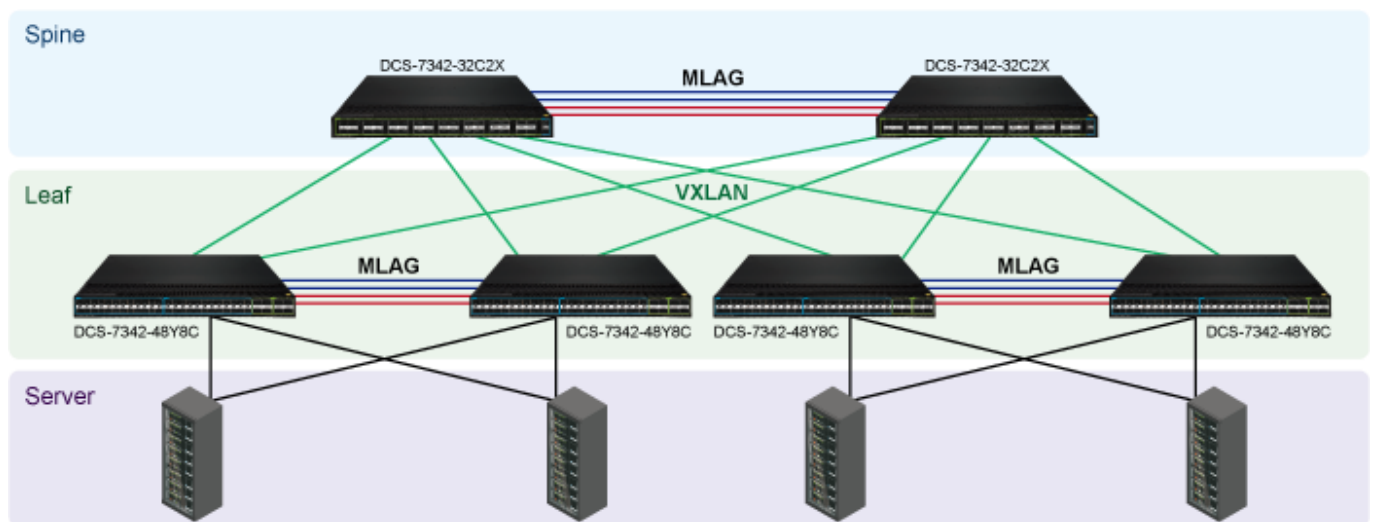 Spine
DCS-7342-32C2X
MLAG
DCS-7342-32C2X
Leaf
VXLAN
MLAG
MLAG
DCS-7342-48Y8C
DCS-7342-48Y8C
DCS-7342-48Y8C
DCS-7342-48Y8C
Server